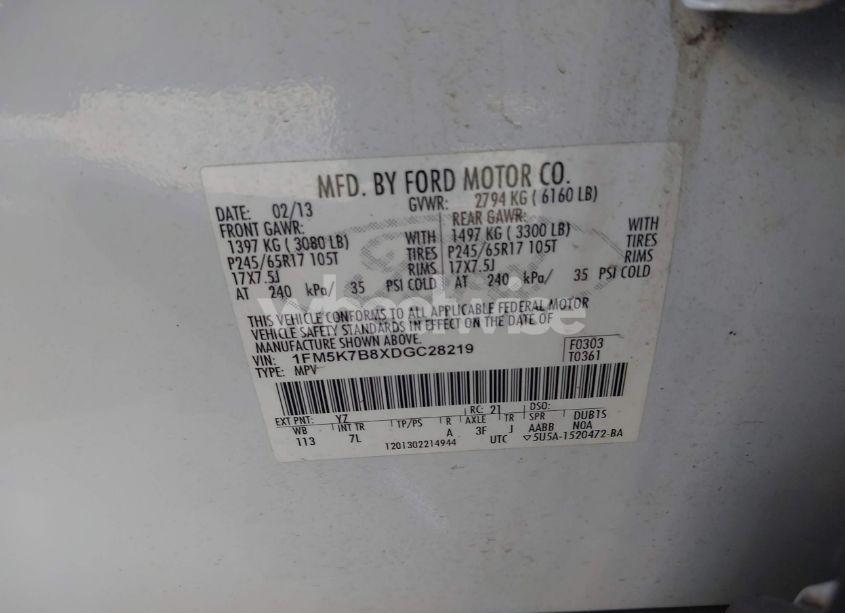 MFD. BY FORD MOTOR CO.
DATE: 02/13 GVWR: 2794 KG ( 6160 LB)
FRONT GAWR: REAR GAWR:
1397 KG ( 3080 LB) WITH 1497 KG ( 3300 LB) WITH
P245/65R17 105T TIRES P245/65R17 105T TIRES
17X7.5J RIMS 17X7.5J RIMS
AT 240 kPa/ 35 PSI COLD AT 240 kPa/ 35 PSI COLD
THIS VEHICLE CONFORMS TO ALL APPLICABLE FEDERAL MOTOR
VEHICLE SAFETY STANDARDS IN EFFECT ON THE DATE OF
MANUFACTURE SHOWN ABOVE.
VIN: 1FM5K7B8XDGC28219 F0303
TYPE: MPV T0361
EXT PNT: YZ RC: 21 DSO:
WB INT TR TP/PS R AXLE TR SPR DUB1S
113 7L A 3F J AABB N0A
1201302214944 UTC ▽5U5A-1520472-BA
wheelwise